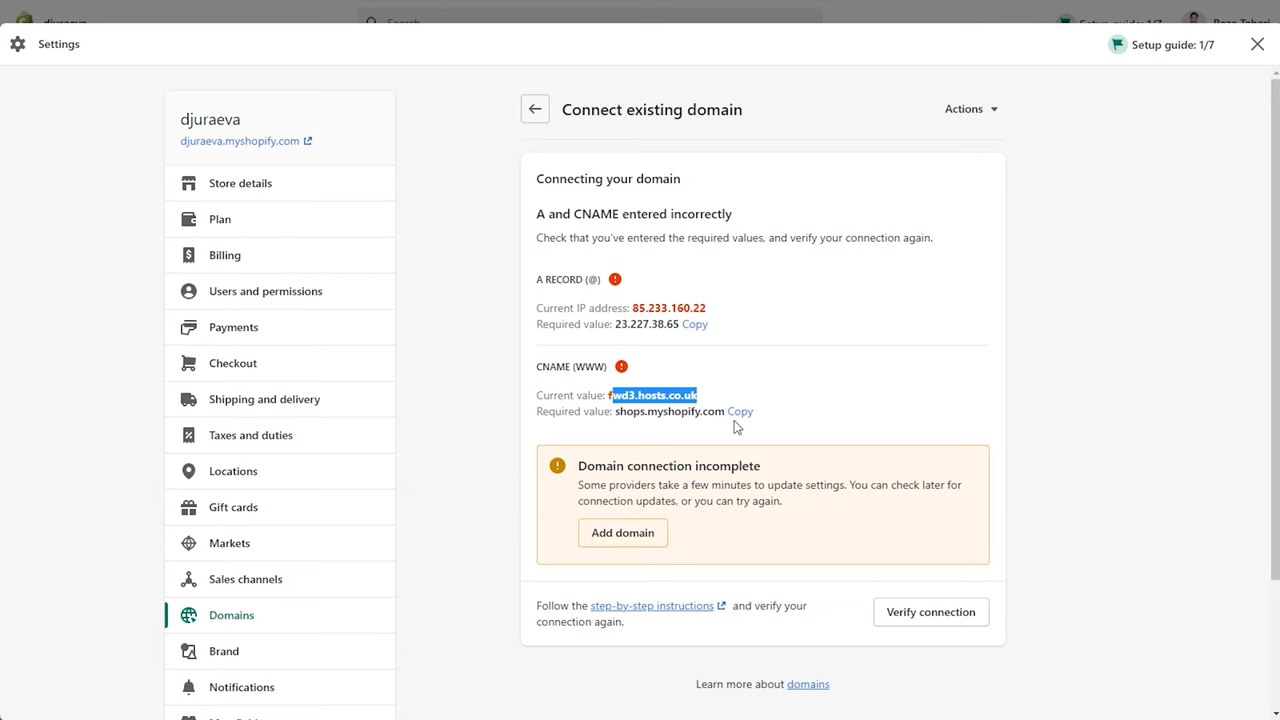 djuraeva
Search
Setup guide: 1/7
Settings
Setup guide: 1/7
djuraeva
djuraeva.myshopify.com
Store details
Plan
Billing
Users and permissions
Payments
Checkout
Shipping and delivery
Taxes and duties
Locations
Gift cards
Markets
Sales channels
Domains
Brand
Notifications
Connect existing domain
Actions
Connecting your domain
A and CNAME entered incorrectly
Check that you've entered the required values, and verify your connection again.
A RECORD (@)
Current IP address: 85.233.160.22
Required value: 23.227.38.65 Copy
CNAME (WWW)
Current value: fwd3.hosts.co.uk
Required value: shops.myshopify.com Copy
Domain connection incomplete
Some providers take a few minutes to update settings. You can check later for
connection updates, or you can try again.
Add domain
Follow the step-by-step instructions and verify your
connection again.
Verify connection
Learn more about domains